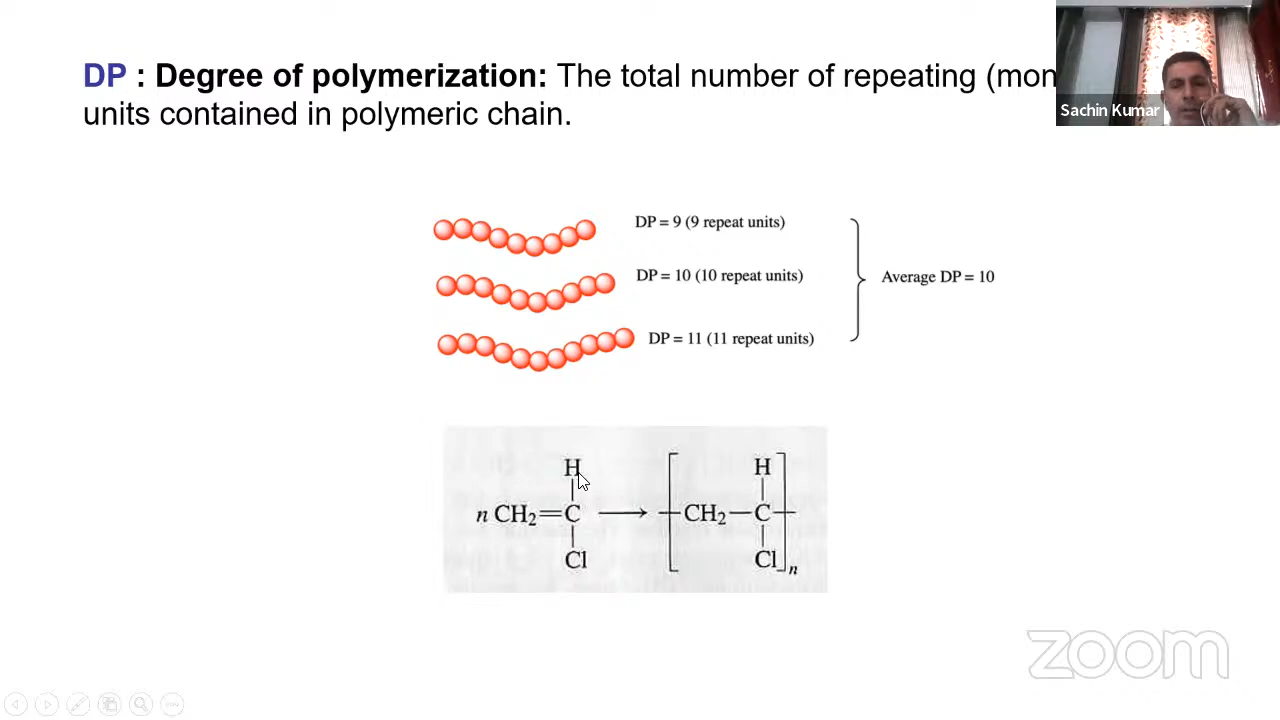 DP : Degree of polymerization: The total number of repeating (mon
units contained in polymeric chain.
Sachin Kumar
DP = 9 (9 repeat units)
DP = 10 (10 repeat units)
Average DP = 10
DP = 11 (11 repeat units)
H
n CH₂=C
Cl
H
CH₂—C
Cl
n
zoom